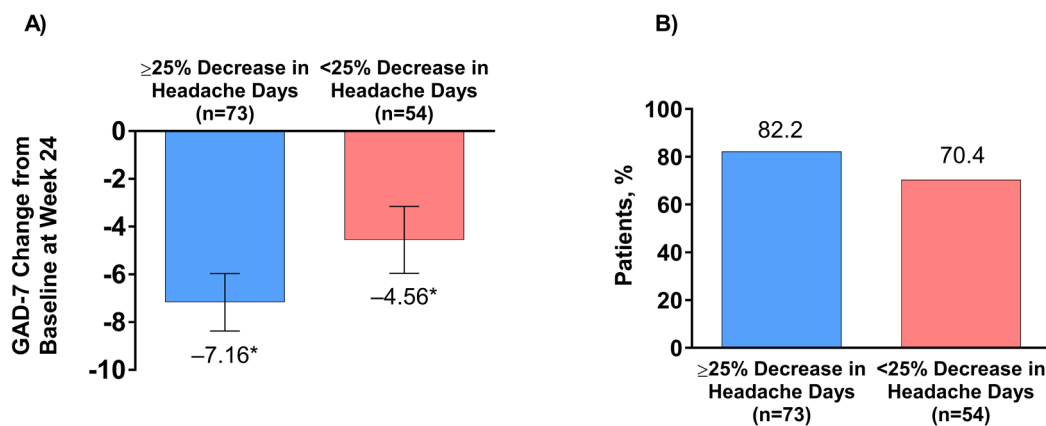 A)
≥25% Decrease in
Headache Days
(n=73)
<25% Decrease in
Headache Days
(n=54)
GAD-7 Change from
Baseline at Week 24
0
-2
-4
-6
-8
-10
–7.16*
–4.56*
B)
Patients, %
100
80
60
40
20
0
82.2
70.4
≥25% Decrease in
Headache Days
(n=73)
<25% Decrease in
Headache Days
(n=54)